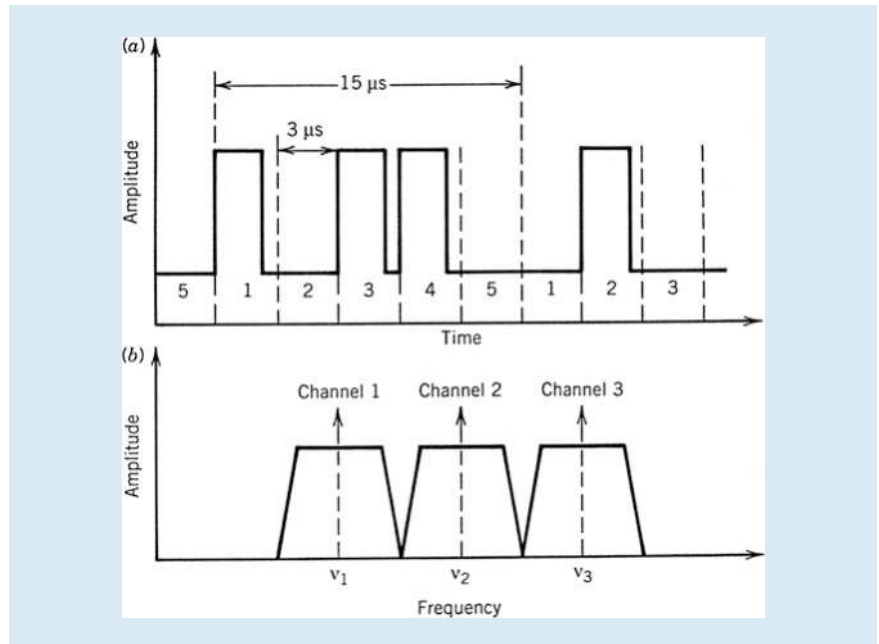 (a)
15 µs
3 µs
Amplitude
5 1 2 3 4 5 1 2 3
Time
(b)
Channel 1 Channel 2 Channel 3
Amplitude
ν1 ν2 ν3
Frequency